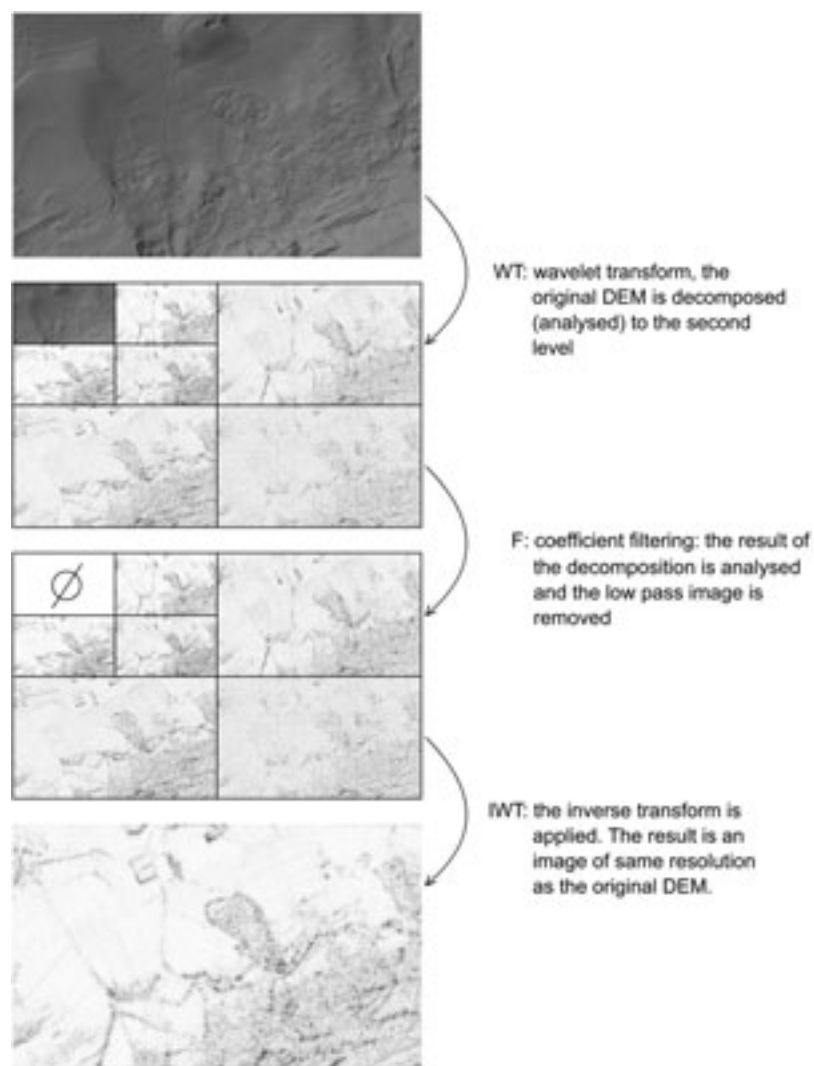 WT: wavelet transform, the
original DEM is decomposed
(analysed) to the second
level
Ø
F: coefficient filtering: the result of
the decomposition is analysed
and the low pass image is
removed
IWT: the inverse transform is
applied. The result is an
image of same resolution
as the original DEM.